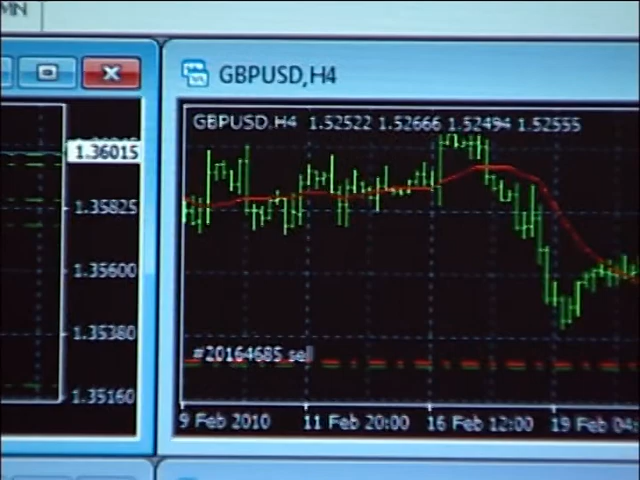 MN
GBPUSD,H4
GBPUSD.H4 1.52522 1.52666 1.52494 1.52555
1.36015
1.35825
1.35600
1.35380
#20164685 sell
1.35160
9 Feb 2010 11 Feb 20:00 16 Feb 12:00 19 Feb 04: